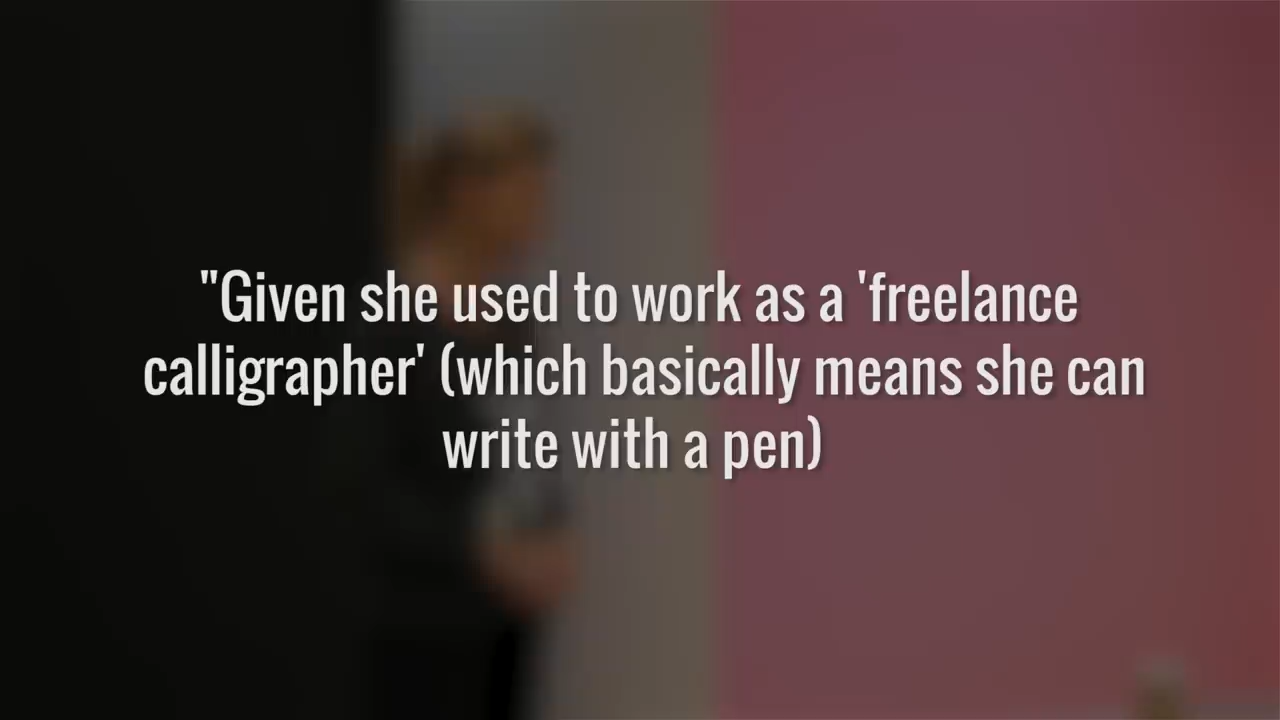 "Given she used to work as a 'freelance
calligrapher' (which basically means she can
write with a pen)